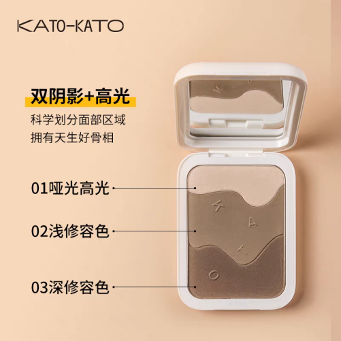 KATO-KATO
双阴影+高光
科学划分面部区域
拥有天生好骨相
01哑光高光
02浅修容色
03深修容色
K
A
T
O